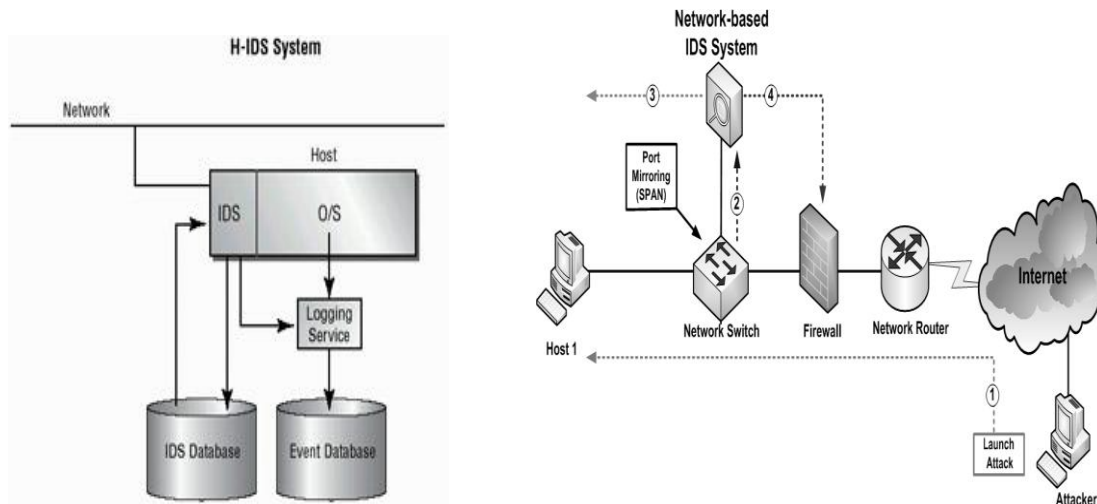 H-IDS System
Network
Host
IDS
O/S
Logging
Service
IDS Database
Event Database
Network-based
IDS System
3
4
Port
Mirroring
(SPAN)
2
Internet
Host 1
Network Switch
Firewall
Network Router
1
Launch
Attack
Attacker